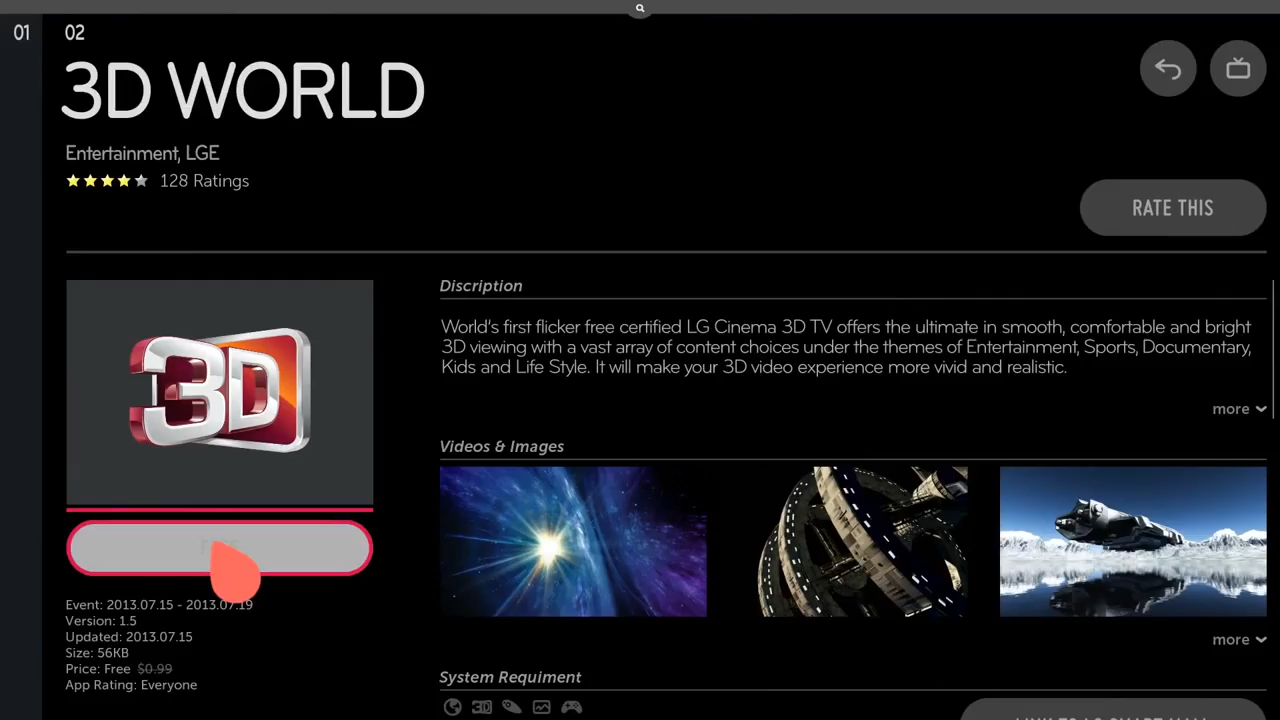 01
02
3D WORLD
Entertainment, LGE
128 Ratings
RATE THIS
3D
Discription
World's first flicker free certified LG Cinema 3D TV offers the ultimate in smooth, comfortable and bright
3D viewing with a vast array of content choices under the themes of Entertainment, Sports, Documentary,
Kids and Life Style. It will make your 3D video experience more vivid and realistic.
more
Videos & Images
more
Event: 2013.07.15 - 2013.07.19
Version: 1.5
Updated: 2013.07.15
Size: 56KB
Price: Free $0.99
App Rating: Everyone
System Requiment
3D